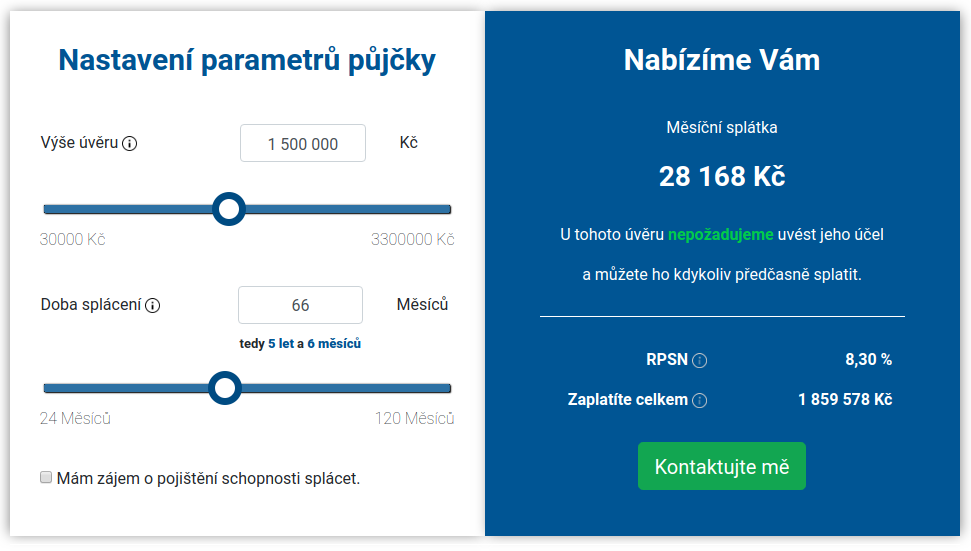 Nastavení parametrů půjčky
Výše úvěru
1 500 000
Kč
30000 Kč
3300000 Kč
Doba splácení
66
Měsíců
tedy 5 let a 6 měsíců
24 Měsíců
120 Měsíců
Mám zájem o pojištění schopnosti splácet.
Nabízíme Vám
Měsíční splátka
28 168 Kč
U tohoto úvěru nepožadujeme uvést jeho účel
a můžete ho kdykoliv předčasně splatit.
RPSN
8,30 %
Zaplatíte celkem
1 859 578 Kč
Kontaktujte mě